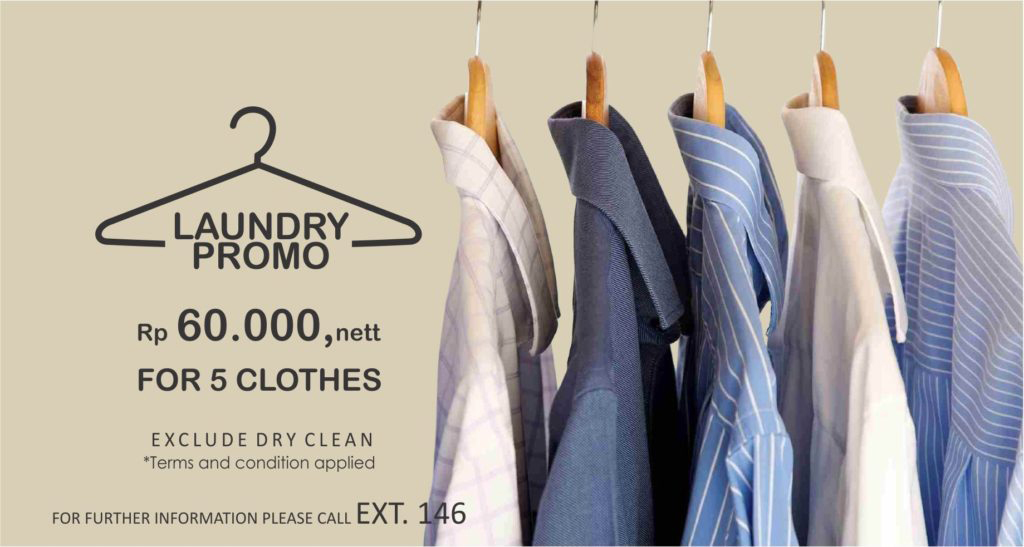 LAUNDRY
PROMO
Rp 60.000,nett
FOR 5 CLOTHES
EXCLUDE DRY CLEAN
*Terms and condition applied
FOR FURTHER INFORMATION PLEASE CALL EXT. 146